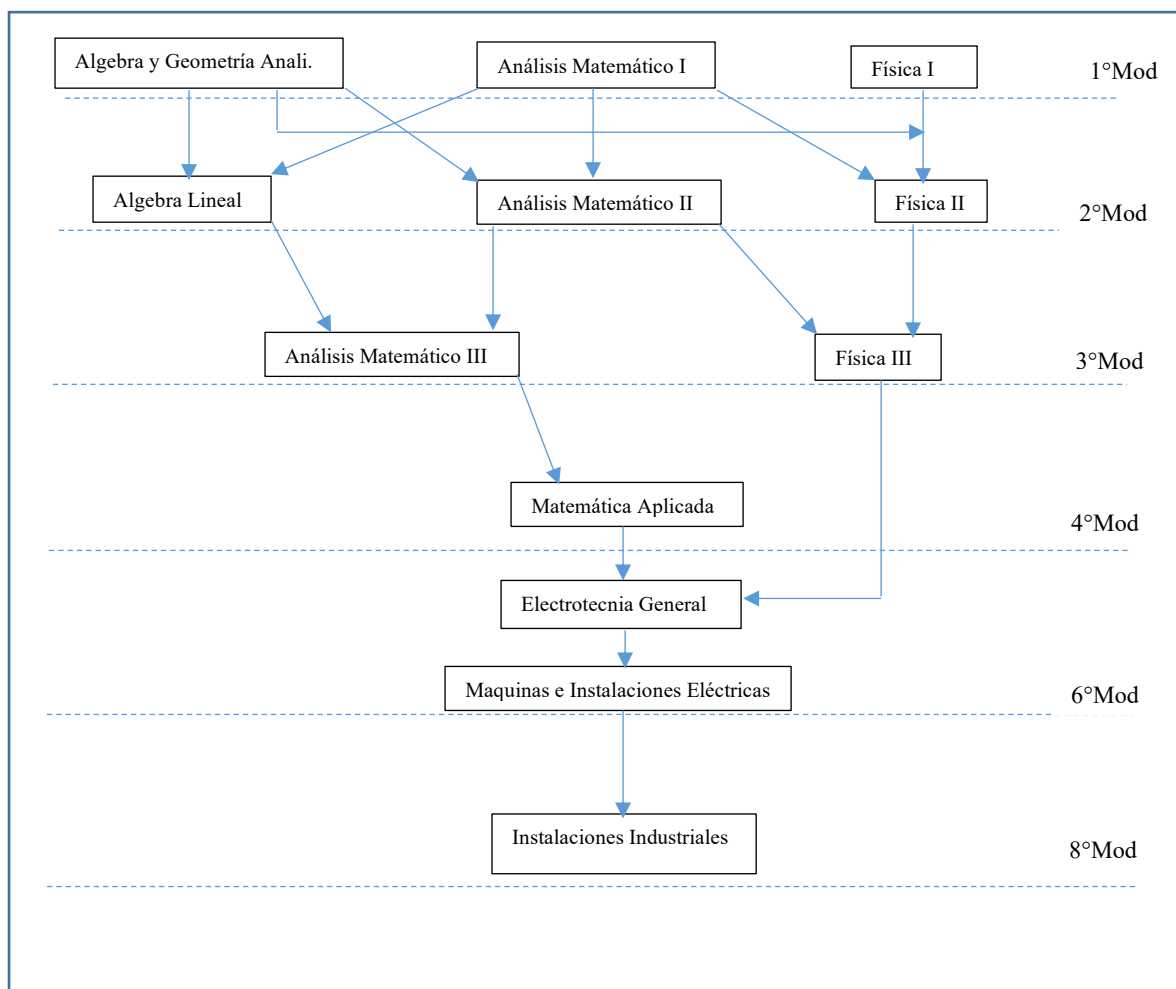 Algebra y Geometría Anali.
Análisis Matemático I
Física I
1°Mod
Algebra Lineal
Análisis Matemático II
Física II
2°Mod
Análisis Matemático III
Física III
3°Mod
Matemática Aplicada
4°Mod
Electrotecnia General
Maquinas e Instalaciones Eléctricas
6°Mod
Instalaciones Industriales
8°Mod